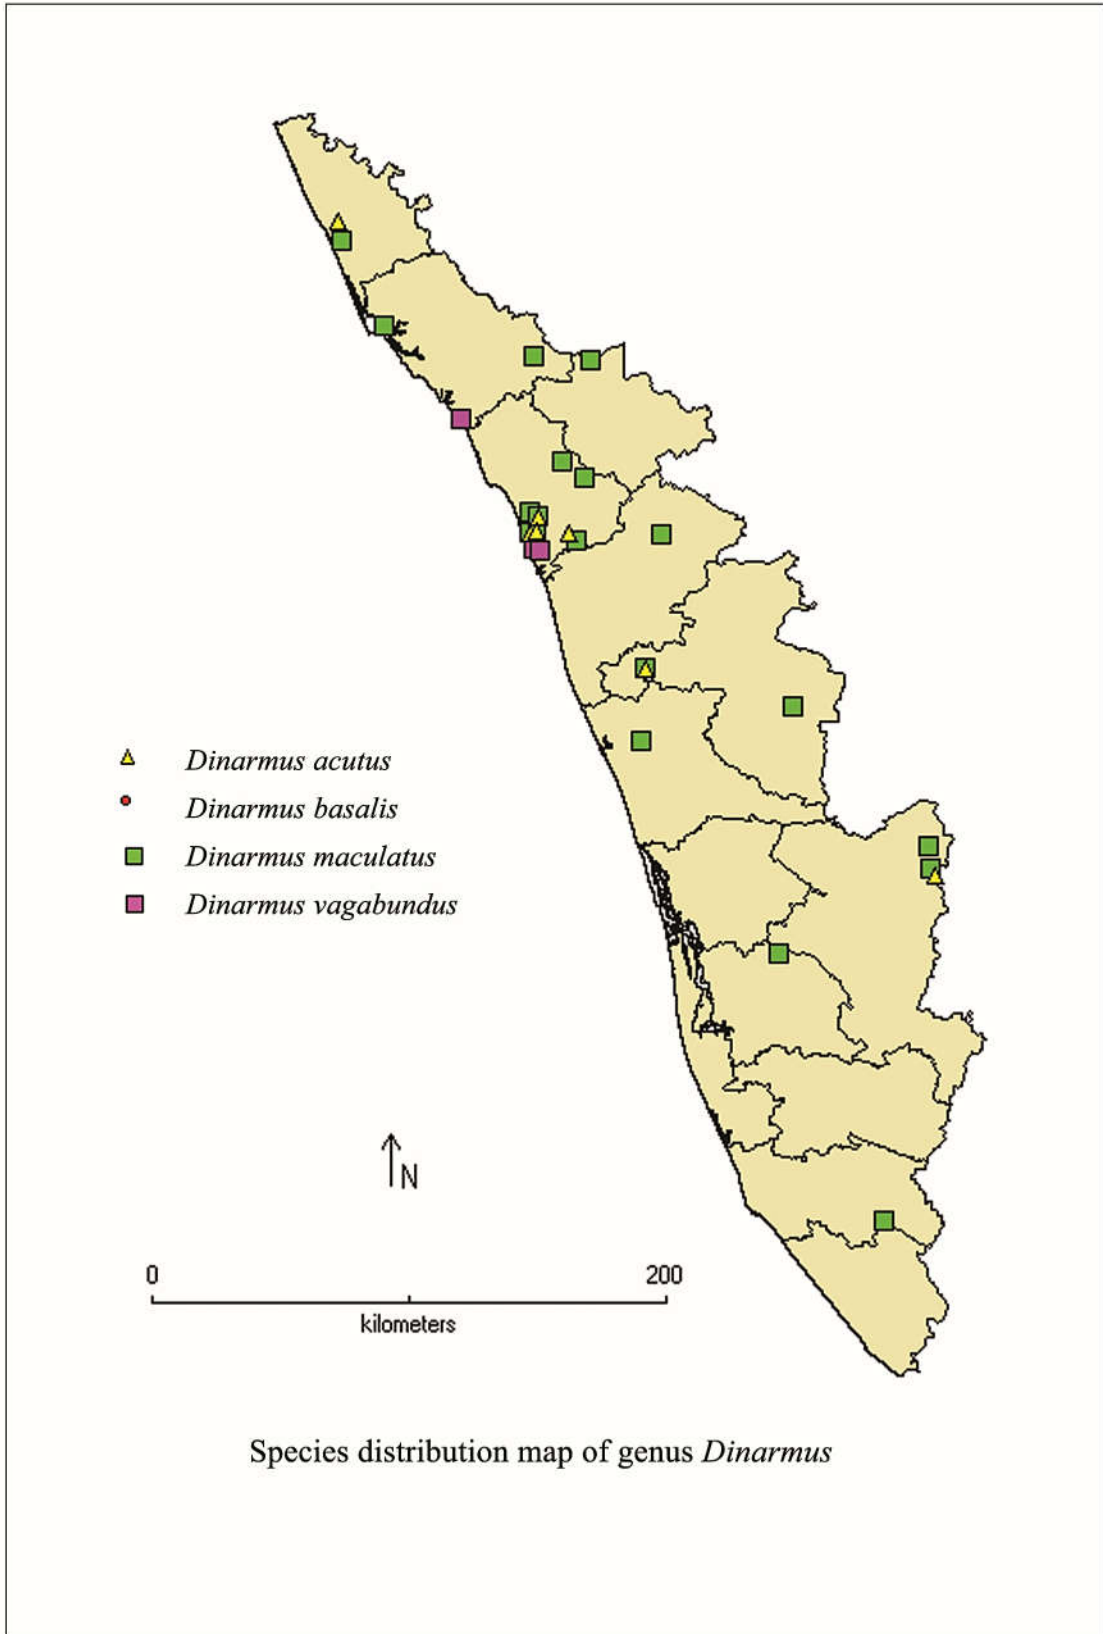 Dinarmus acutus
Dinarmus basalis
Dinarmus maculatus
Dinarmus vagabundus
N
0 200
kilometers
Species distribution map of genus Dinarmus